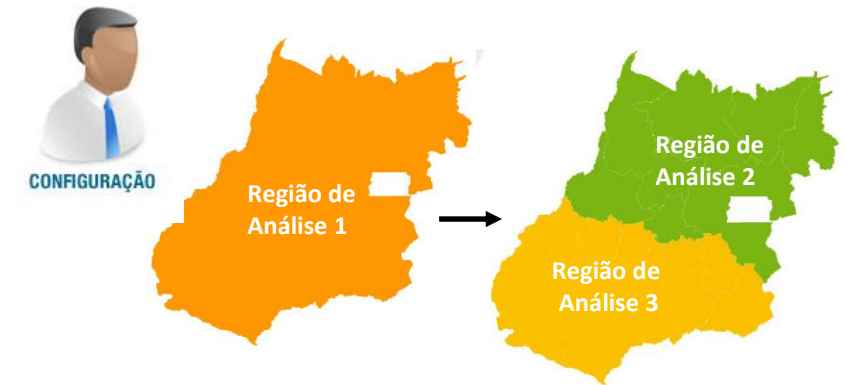 CONFIGURAÇÃO
Região de
Análise 1
Região de
Análise 2
Região de
Análise 3